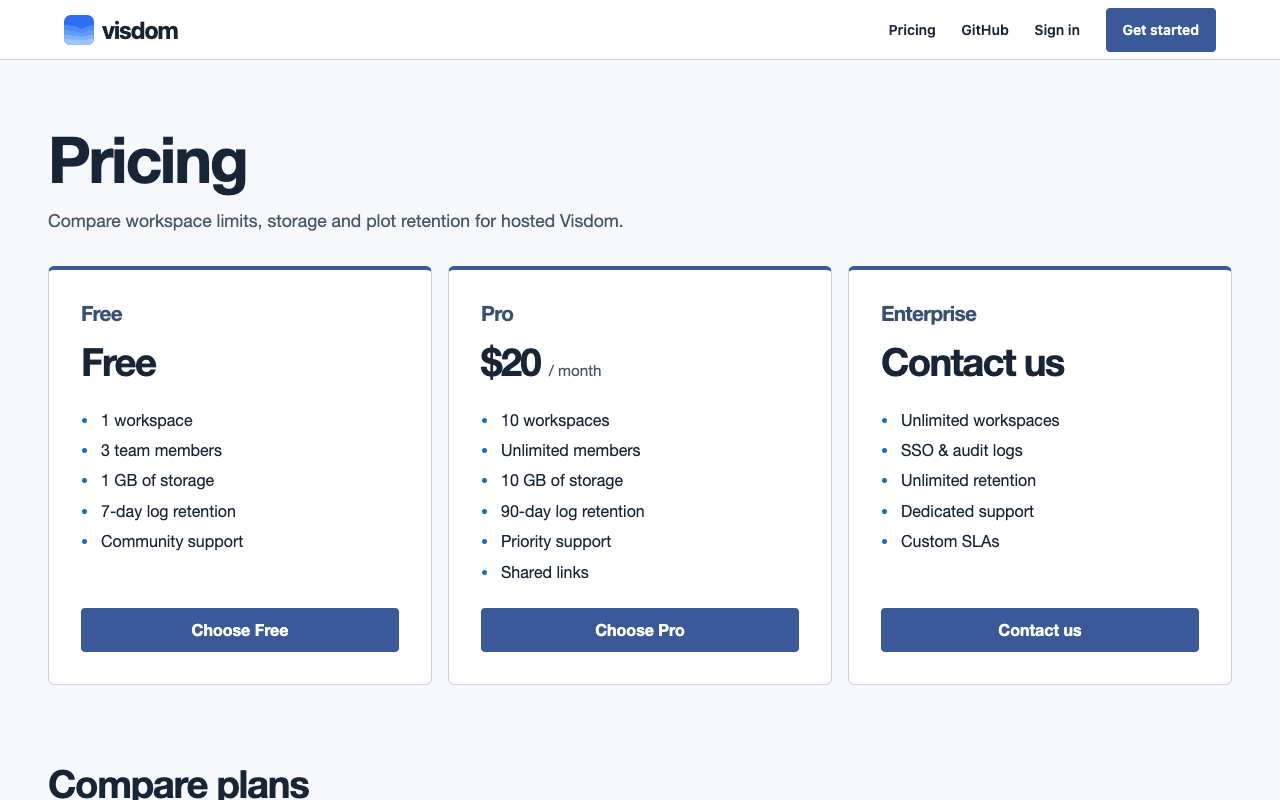 visdom
Pricing GitHub Sign in Get started
Pricing
Compare workspace limits, storage and plot retention for hosted Visdom.
Free
Free
1 workspace
3 team members
1 GB of storage
7-day log retention
Community support
Choose Free
Pro
$20 / month
10 workspaces
Unlimited members
10 GB of storage
90-day log retention
Priority support
Shared links
Choose Pro
Enterprise
Contact us
Unlimited workspaces
SSO & audit logs
Unlimited retention
Dedicated support
Custom SLAs
Contact us
Compare plans